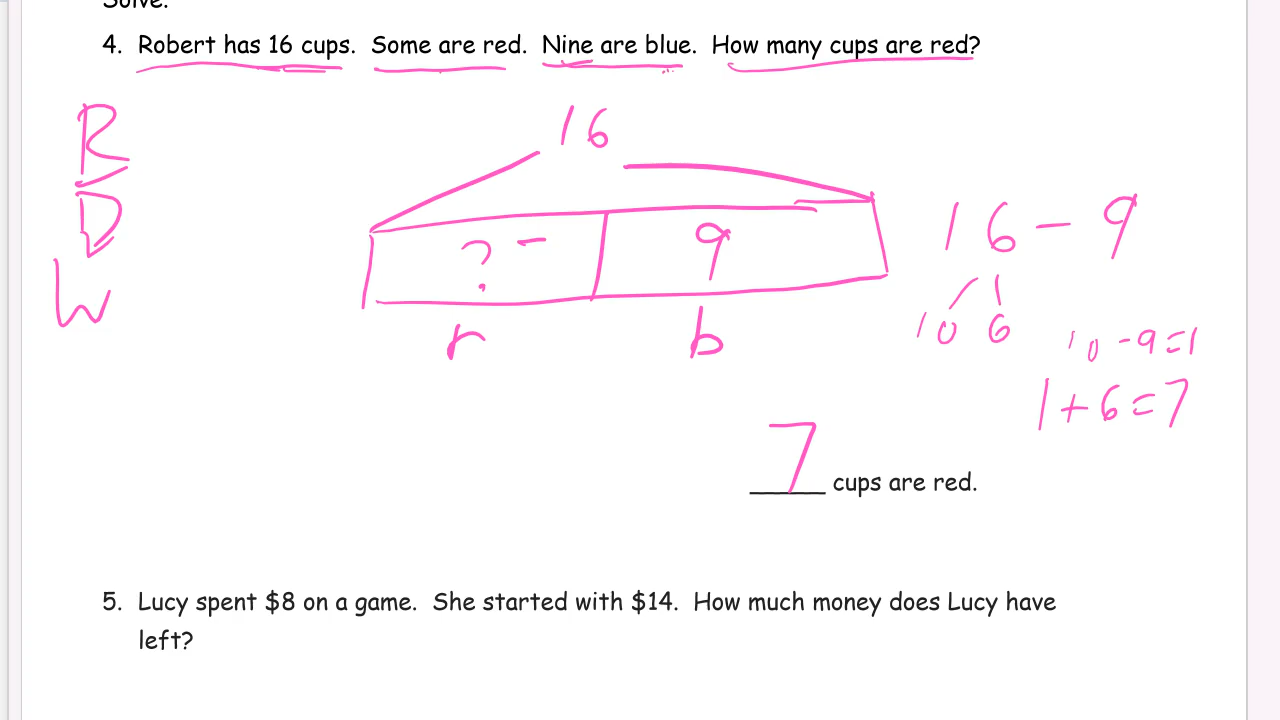 Solve.
4. Robert has 16 cups. Some are red. Nine are blue. How many cups are red?
R
D
W
16
? - 9
r b
16 - 9
10 6
10 - 9 = 1
1 + 6 = 7
7 cups are red.
5. Lucy spent $8 on a game. She started with $14. How much money does Lucy have
left?